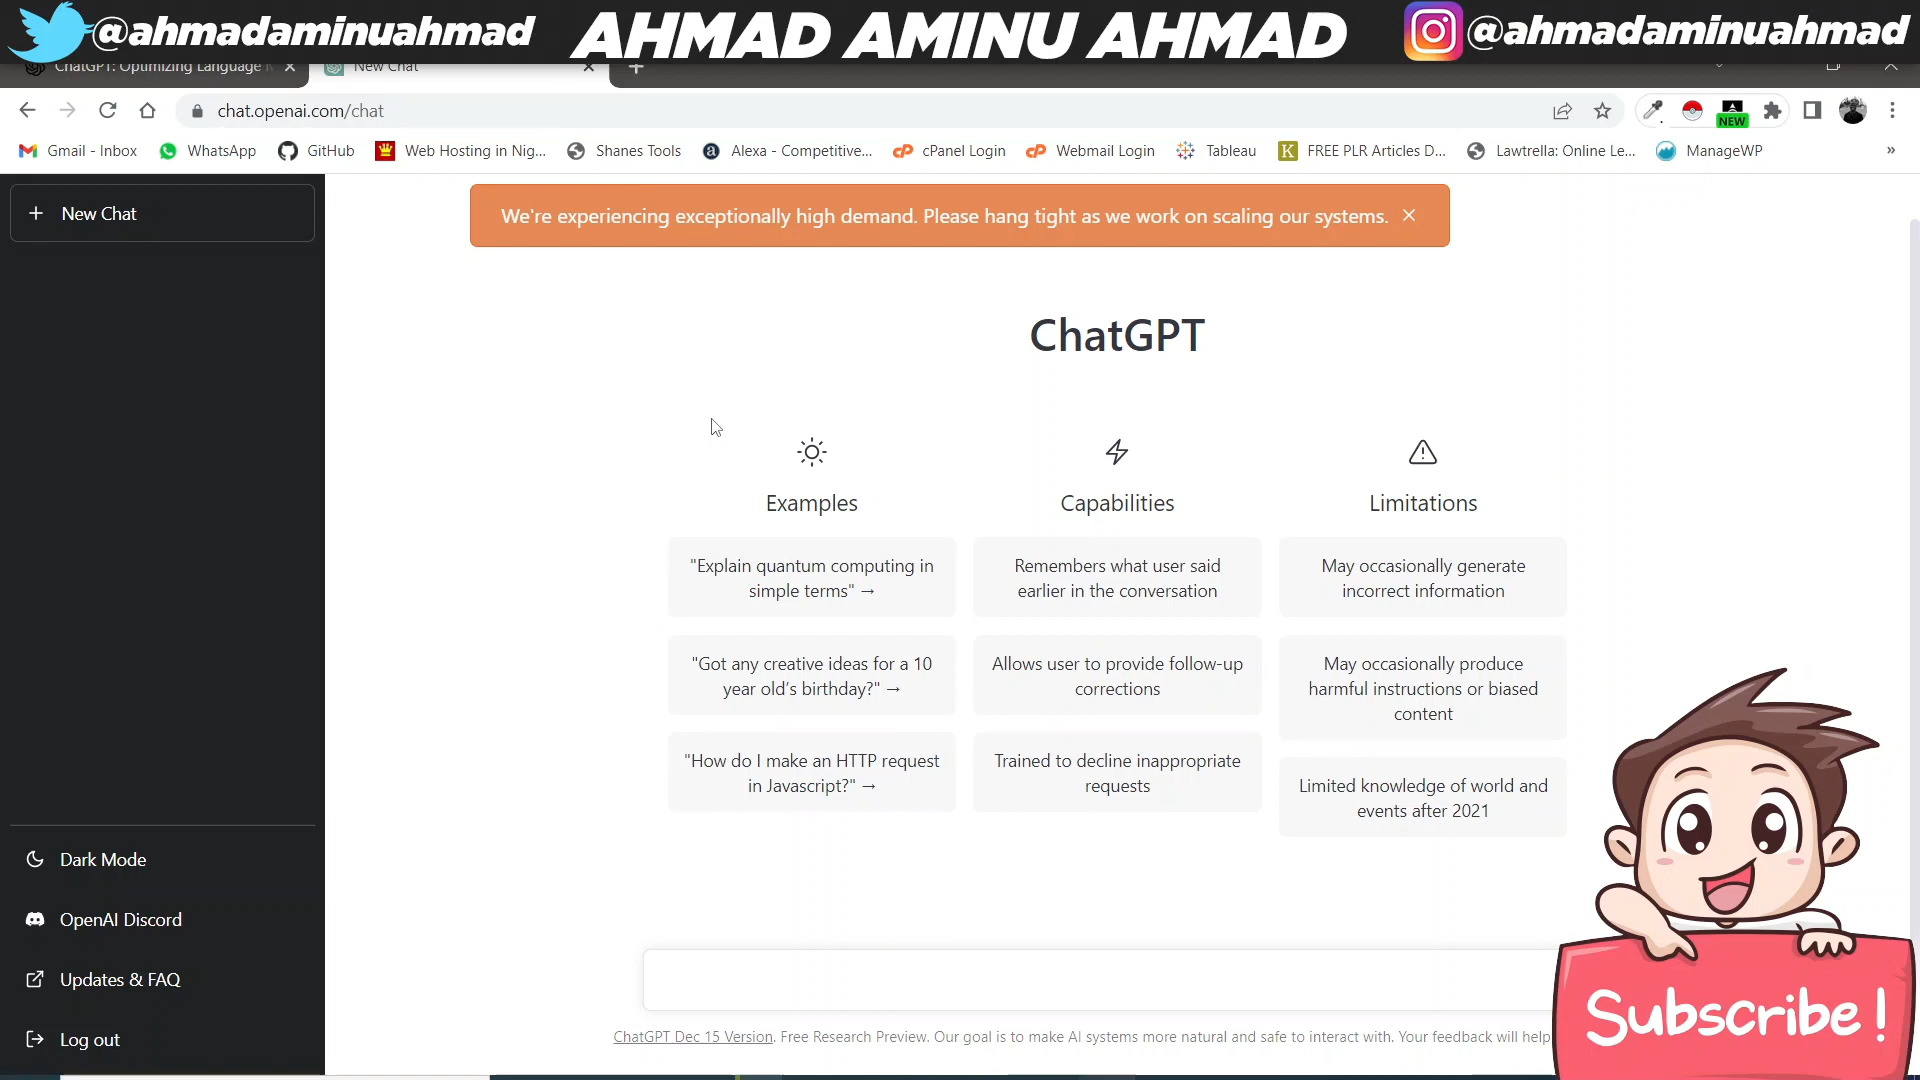 @ahmadaminuahmad AHMAD AMINU AHMAD @ahmadaminuahmad
ChatGPT: Optimizing Language
New Chat
chat.openai.com/chat
NEW
Gmail - Inbox WhatsApp GitHub Web Hosting in Nig... Shanes Tools Alexa - Competitive... cPanel Login Webmail Login Tableau FREE PLR Articles D... Lawtrella: Online Le... ManageWP »
+ New Chat
We're experiencing exceptionally high demand. Please hang tight as we work on scaling our systems.
ChatGPT
Examples
"Explain quantum computing in
simple terms" →
"Got any creative ideas for a 10
year old's birthday?" →
"How do I make an HTTP request
in Javascript?" →
Capabilities
Remembers what user said
earlier in the conversation
Allows user to provide follow-up
corrections
Trained to decline inappropriate
requests
Limitations
May occasionally generate
incorrect information
May occasionally produce
harmful instructions or biased
content
Limited knowledge of world and
events after 2021
Dark Mode
OpenAI Discord
Updates & FAQ
Log out
ChatGPT Dec 15 Version. Free Research Preview. Our goal is to make AI systems more natural and safe to interact with. Your feedback will help
Subscribe!